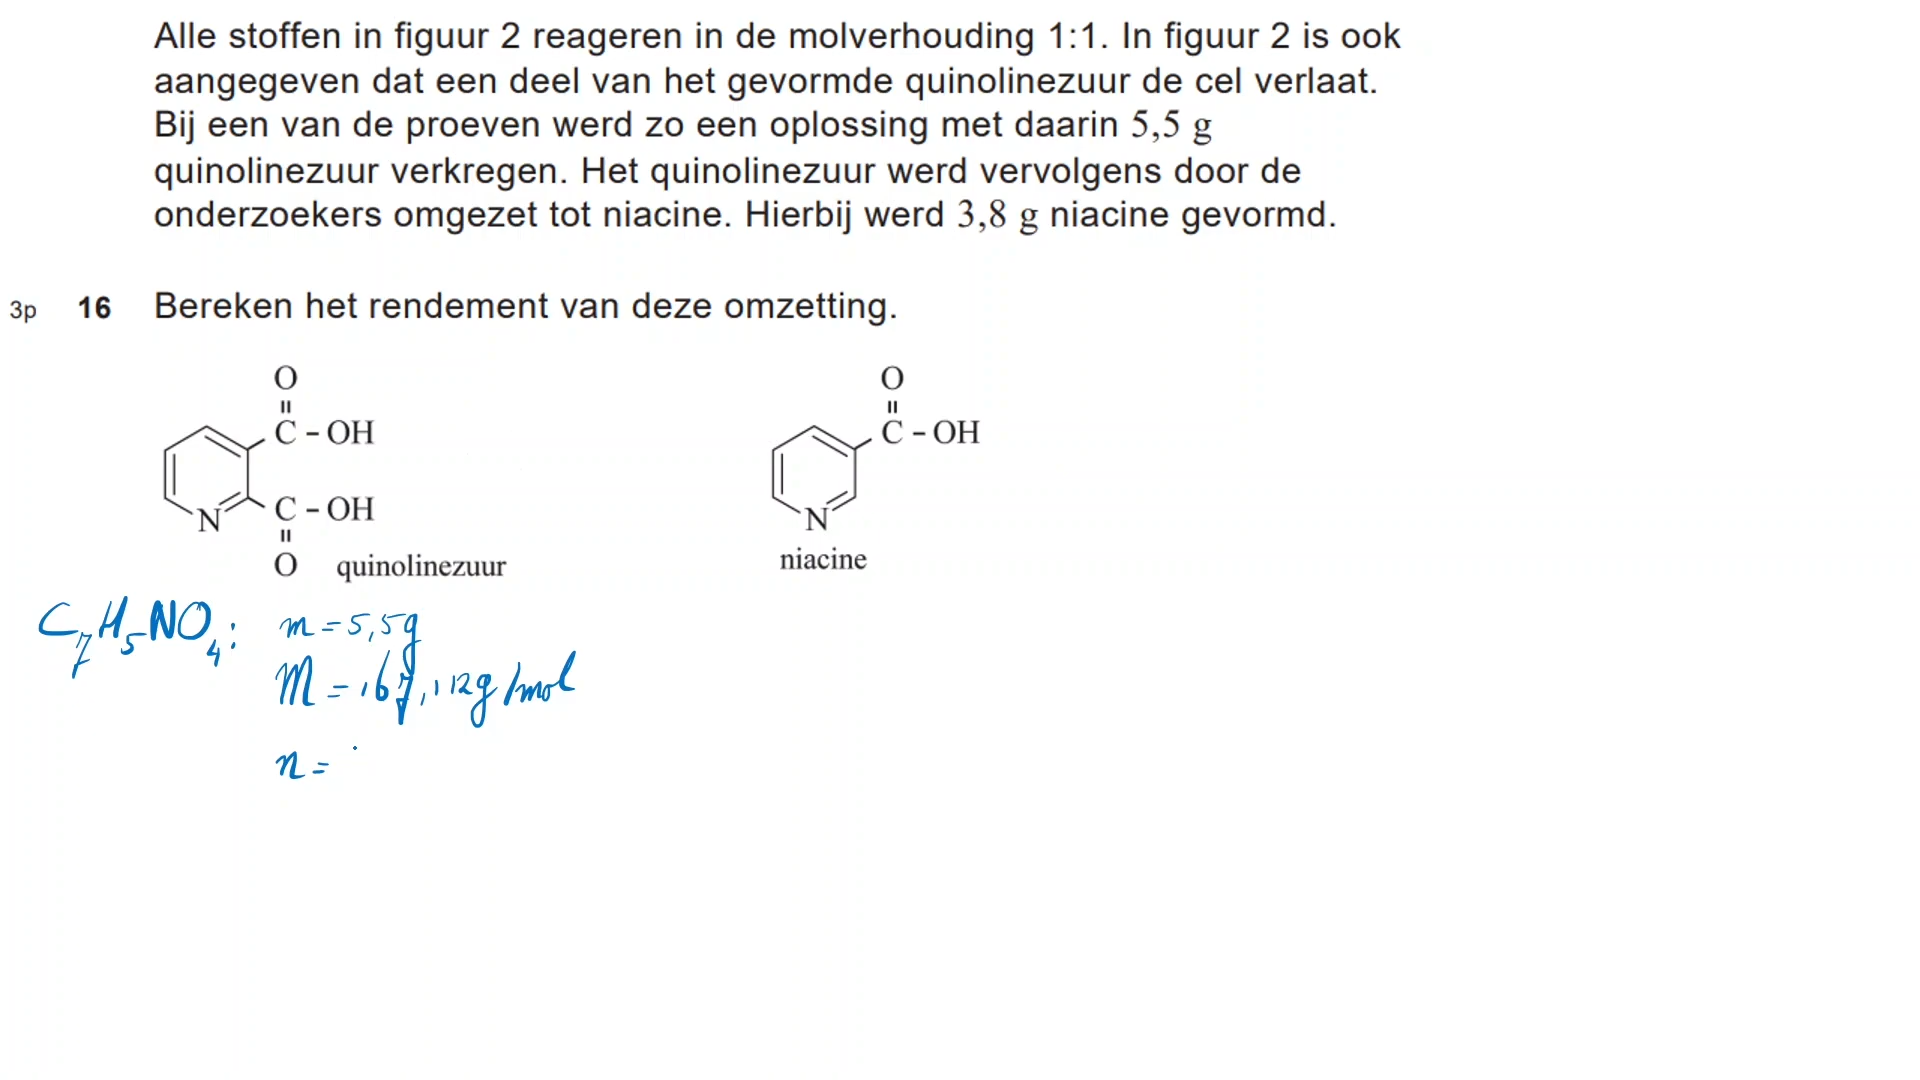 Alle stoffen in figuur 2 reageren in de molverhouding 1:1. In figuur 2 is ook
aangegeven dat een deel van het gevormde quinolinezuur de cel verlaat.
Bij een van de proeven werd zo een oplossing met daarin 5,5 g
quinolinezuur verkregen. Het quinolinezuur werd vervolgens door de
onderzoekers omgezet tot niacine. Hierbij werd 3,8 g niacine gevormd.
3p 16 Bereken het rendement van deze omzetting.
O
C - OH
N
C - OH
O
quinolinezuur
O
C - OH
N
niacine
C₇H₅NO₄: m = 5,5g
M = 167,112g/mol
n =